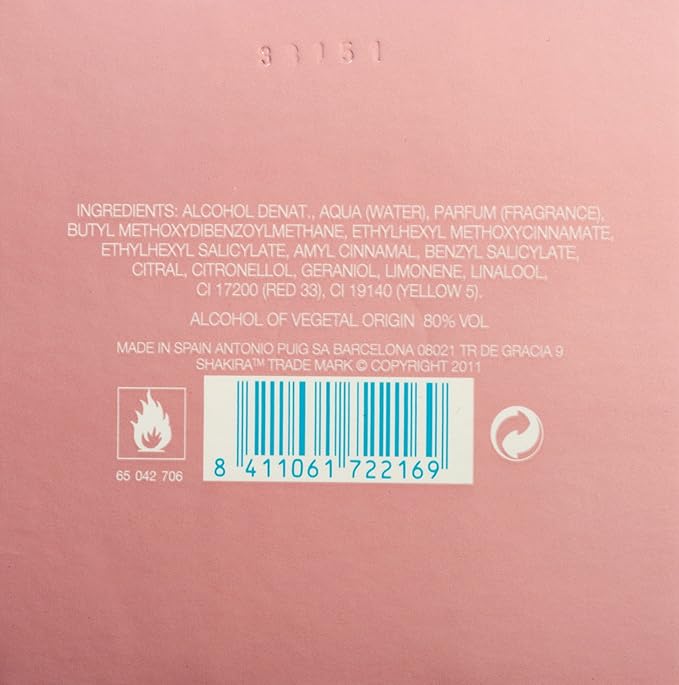 INGREDIENTS: ALCOHOL DENAT., AQUA (WATER), PARFUM (FRAGRANCE),
BUTYL METHOXYDIBENZOYLMETHANE, ETHYLHEXYL METHOXYCINNAMATE,
ETHYLHEXYL SALICYLATE, AMYL CINNAMAL, BENZYL SALICYLATE,
CITRAL, CITRONELLOL, GERANIOL, LIMONENE, LINALOOL,
CI 17200 (RED 33), CI 19140 (YELLOW 5).
ALCOHOL OF VEGETAL ORIGIN 80% VOL
MADE IN SPAIN ANTONIO PUIG SA BARCELONA 08021 TR DE GRACIA 9
SHAKIRA™ TRADE MARK © COPYRIGHT 2011
8 411061 722169
65 042 706